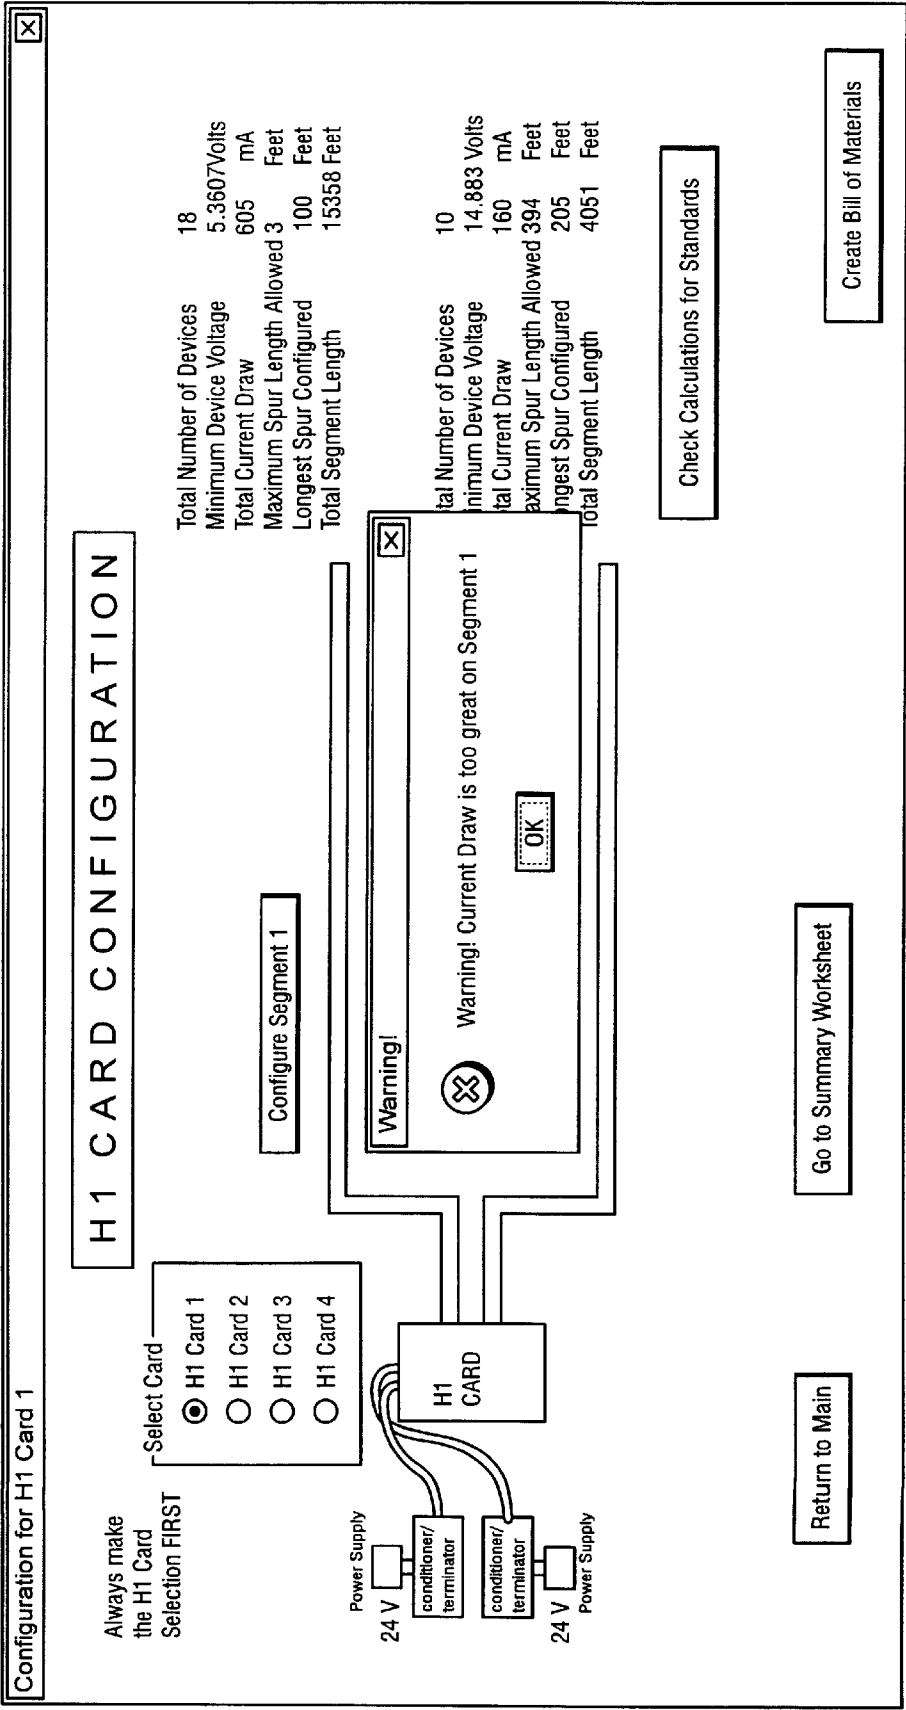 Configuration for H1 Card 1
H1 CARD CONFIGURATION
Always make
the H1 Card
Selection FIRST
Select Card
H1 Card 1
H1 Card 2
H1 Card 3
H1 Card 4
Configure Segment 1
Total Number of Devices 18
Minimum Device Voltage 5.3607Volts
Total Current Draw 605 mA
Maximum Spur Length Allowed 3 Feet
Longest Spur Configured 100 Feet
Total Segment Length 15358 Feet
Power Supply
24 V
conditioner/
terminator
conditioner/
terminator
24 V
Power Supply
H1
CARD
Warning!
Warning! Current Draw is too great on Segment 1
OK
otal Number of Devices 10
inimum Device Voltage 14.883 Volts
otal Current Draw 160 mA
aximum Spur Length Allowed 394 Feet
ongest Spur Configured 205 Feet
Total Segment Length 4051 Feet
Check Calculations for Standards
Return to Main
Go to Summary Worksheet
Create Bill of Materials